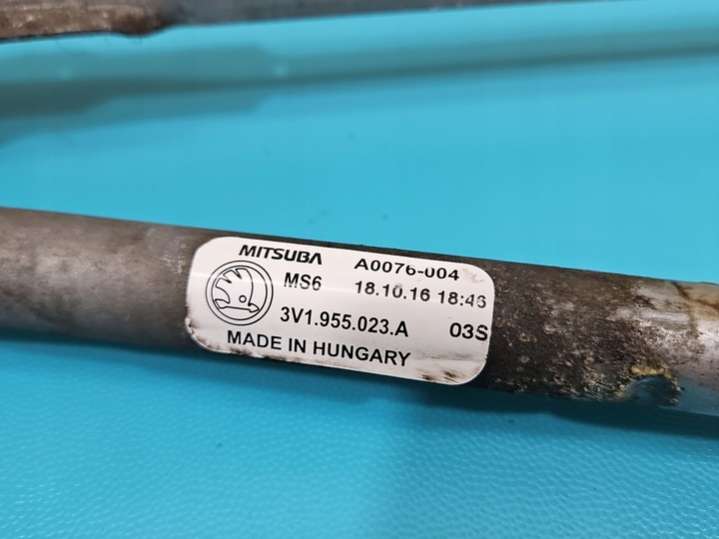 MITSUBA A0076-004
MS6 18.10.16 18:46
3V1.955.023.A 03S
MADE IN HUNGARY